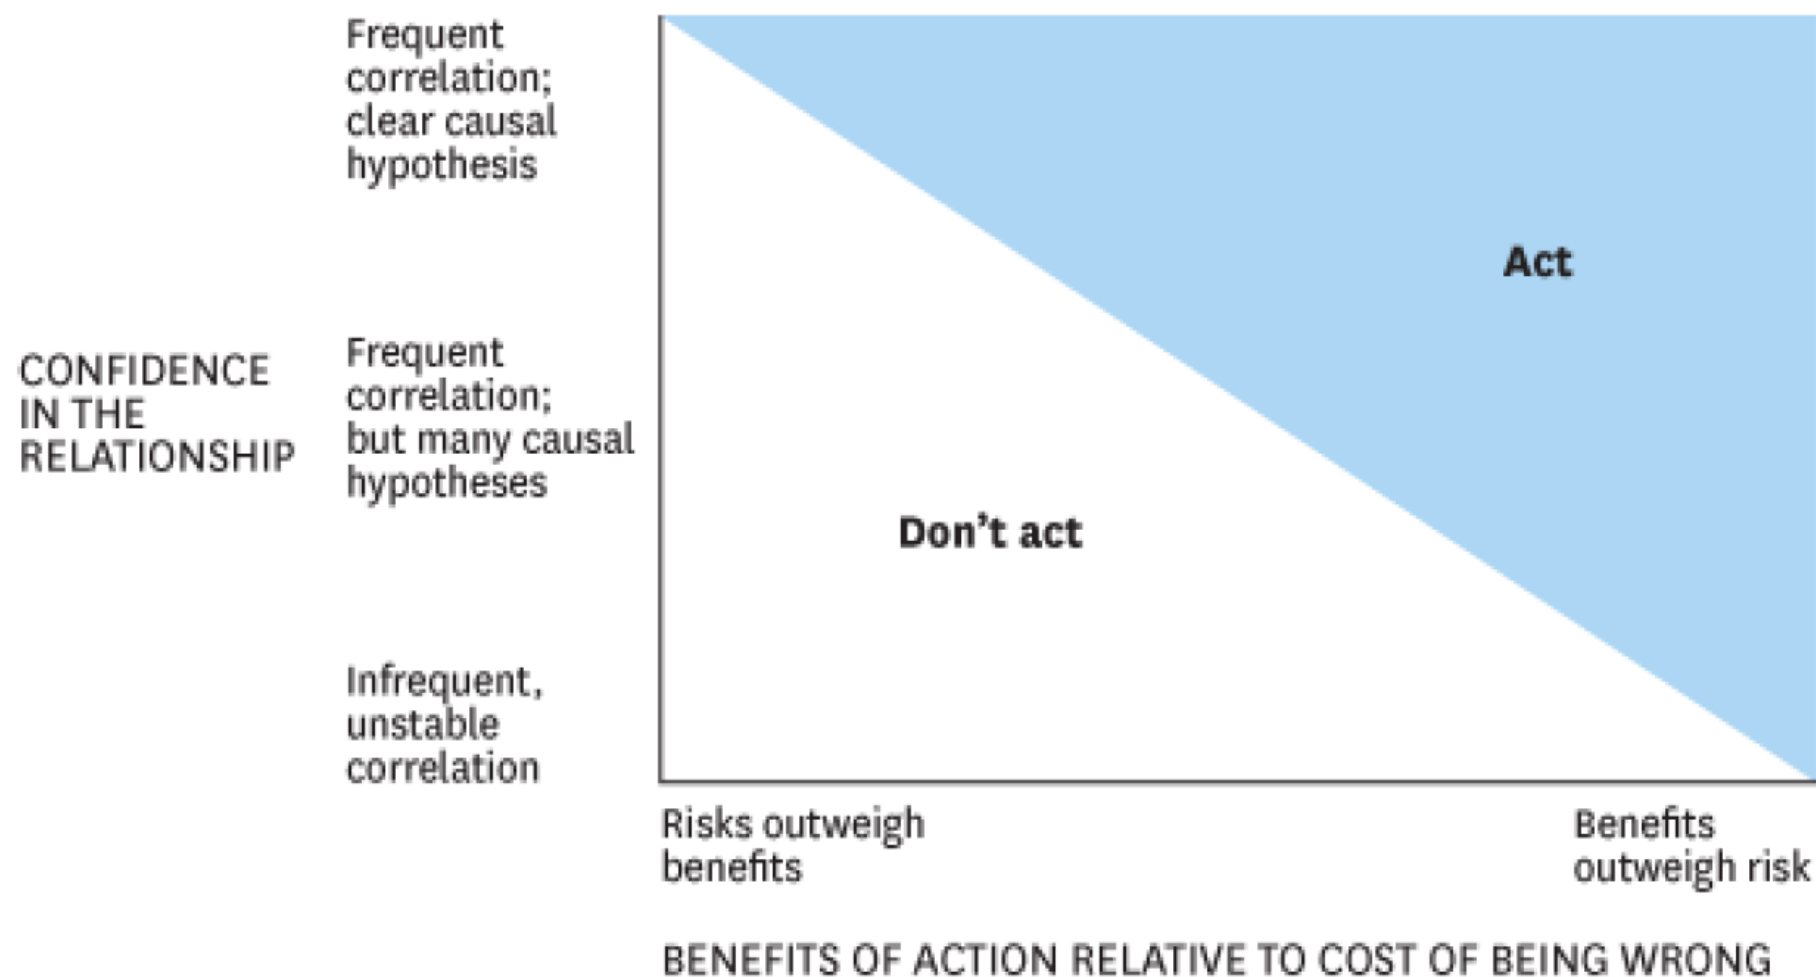 Frequent
correlation;
clear causal
hypothesis
Act
CONFIDENCE
IN THE
RELATIONSHIP
Frequent
correlation;
but many causal
hypotheses
Don't act
Infrequent,
unstable
correlation
Risks outweigh
benefits
Benefits
outweigh risk
BENEFITS OF ACTION RELATIVE TO COST OF BEING WRONG